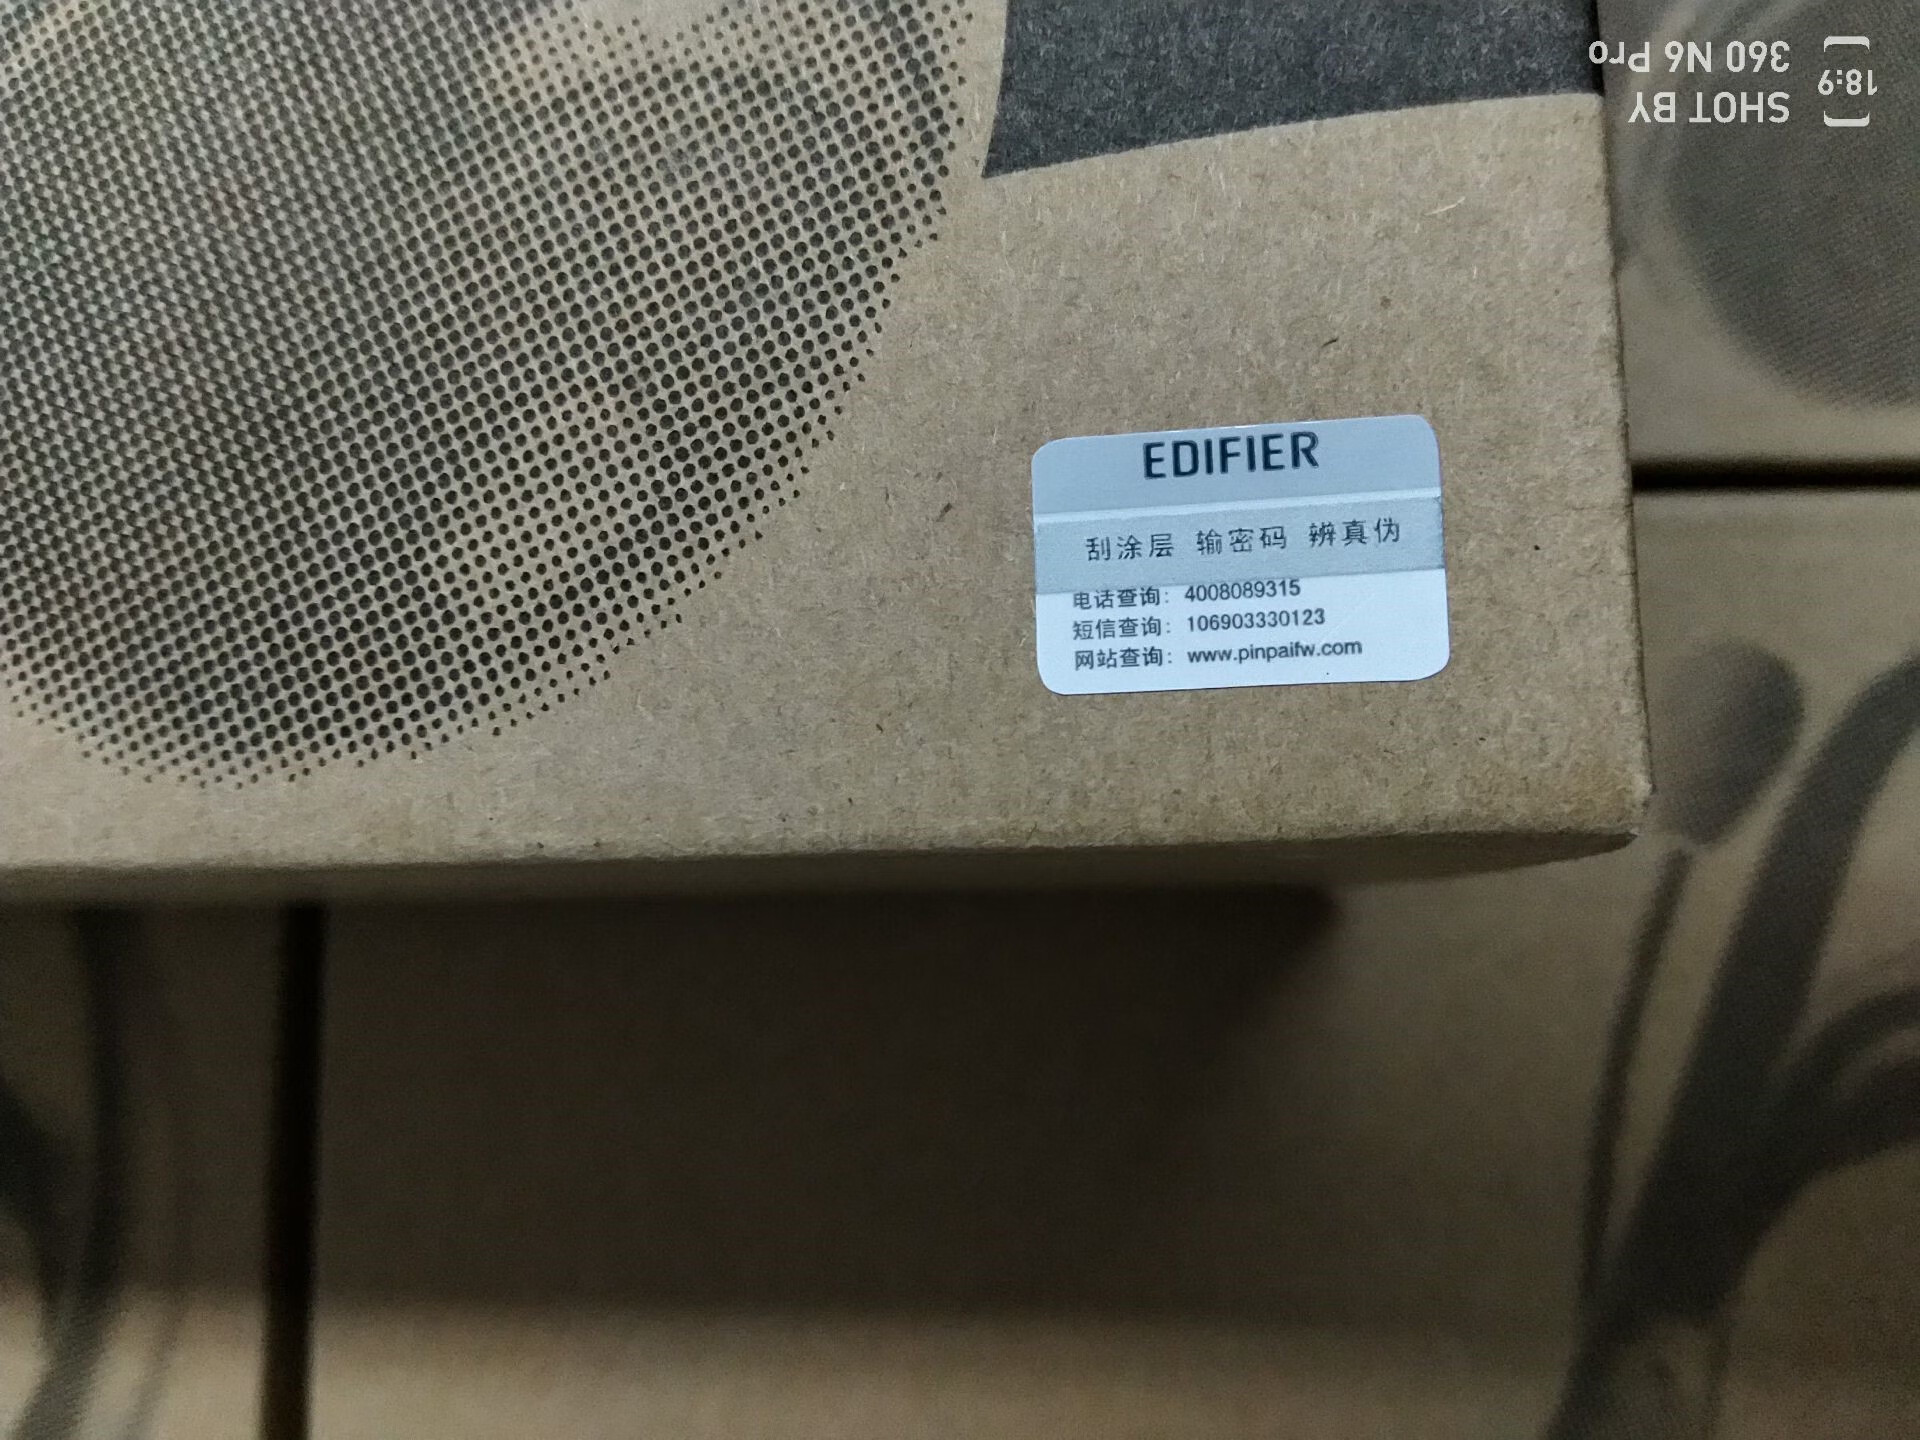 EDIFIER
刮涂层 输密码 辨真伪
电话查询：4008089315
短信查询：106903330123
网站查询：www.pinpaifw.com
SHOT BY
360 N6 Pro
18:9